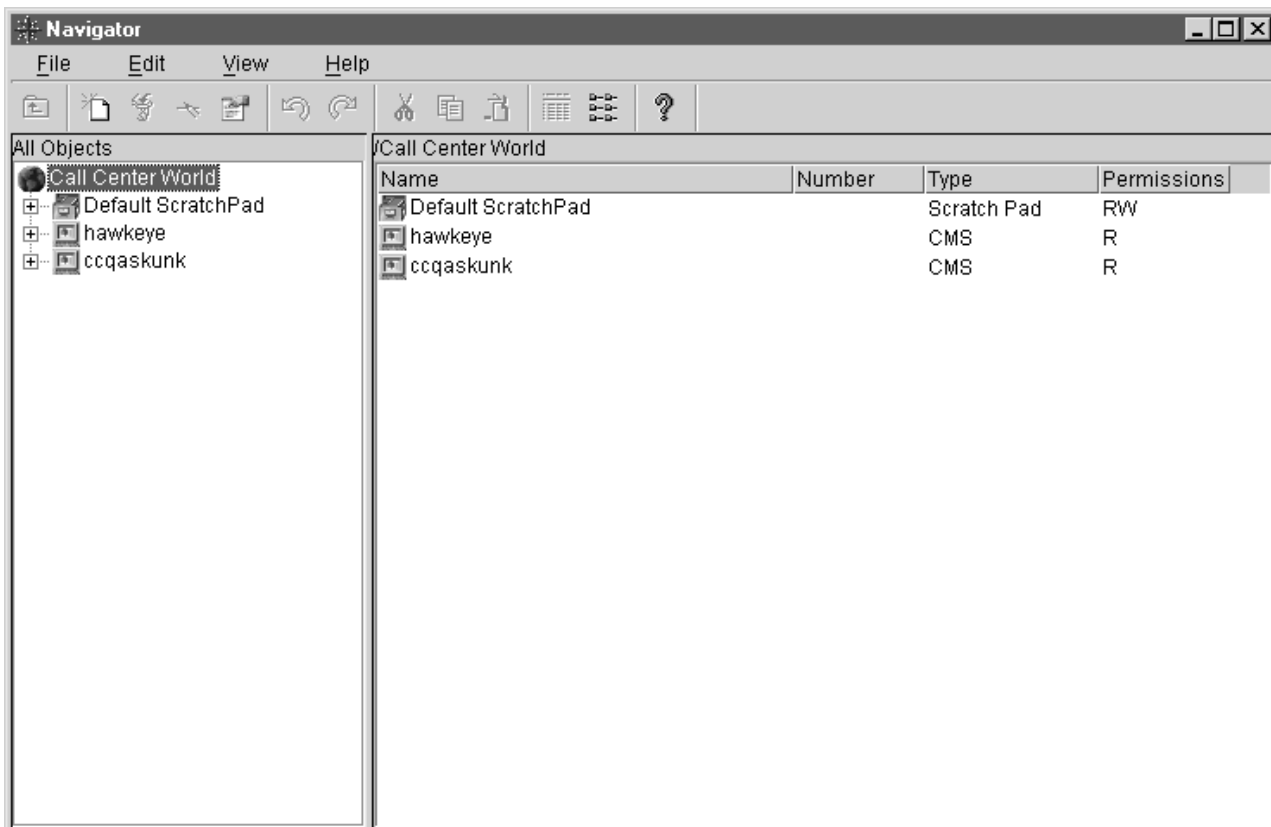 Navigator
File Edit View Help
All Objects
Call Center World
Default ScratchPad
hawkeye
ccqaskunk
/Call Center World
Name Number Type Permissions
Default ScratchPad Scratch Pad RW
hawkeye CMS R
ccqaskunk CMS R